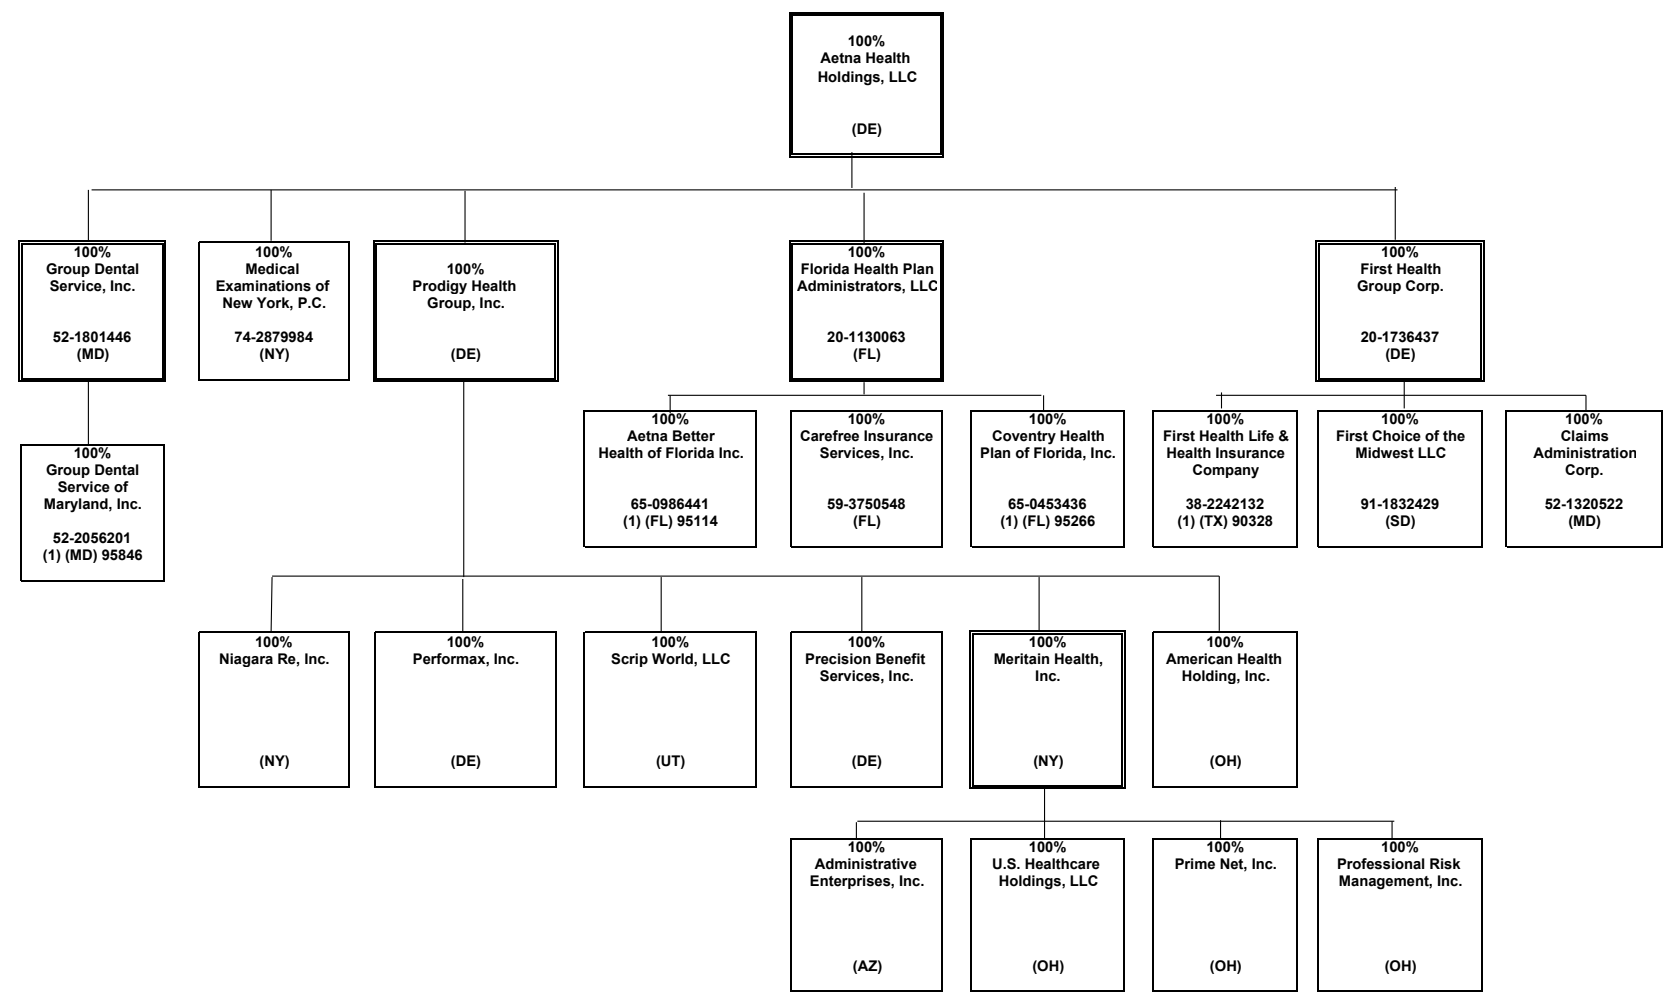 100%
Aetna Health
Holdings, LLC
(DE)
100%
Group Dental
Service, Inc.
52-1801446
(MD)
100%
Medical
Examinations of
New York, P.C.
74-2879984
(NY)
100%
Prodigy Health
Group, Inc.
(DE)
100%
Florida Health Plan
Administrators, LLC
20-1130063
(FL)
100%
First Health
Group Corp.
20-1736437
(DE)
100%
Group Dental
Service of
Maryland, Inc.
52-2056201
(1) (MD) 95846
100%
Aetna Better
Health of Florida Inc.
65-0986441
(1) (FL) 95114
100%
Carefree Insurance
Services, Inc.
59-3750548
(FL)
100%
Coventry Health
Plan of Florida, Inc.
65-0453436
(1) (FL) 95266
100%
First Health Life &
Health Insurance
Company
38-2242132
(1) (TX) 90328
100%
First Choice of the
Midwest LLC
91-1832429
(SD)
100%
Claims
Administration
Corp.
52-1320522
(MD)
100%
Niagara Re, Inc.
(NY)
100%
Performax, Inc.
(DE)
100%
Scrip World, LLC
(UT)
100%
Precision Benefit
Services, Inc.
(DE)
100%
Meritain Health,
Inc.
(NY)
100%
American Health
Holding, Inc.
(OH)
100%
Administrative
Enterprises, Inc.
(AZ)
100%
U.S. Healthcare
Holdings, LLC
(OH)
100%
Prime Net, Inc.
(OH)
100%
Professional Risk
Management, Inc.
(OH)